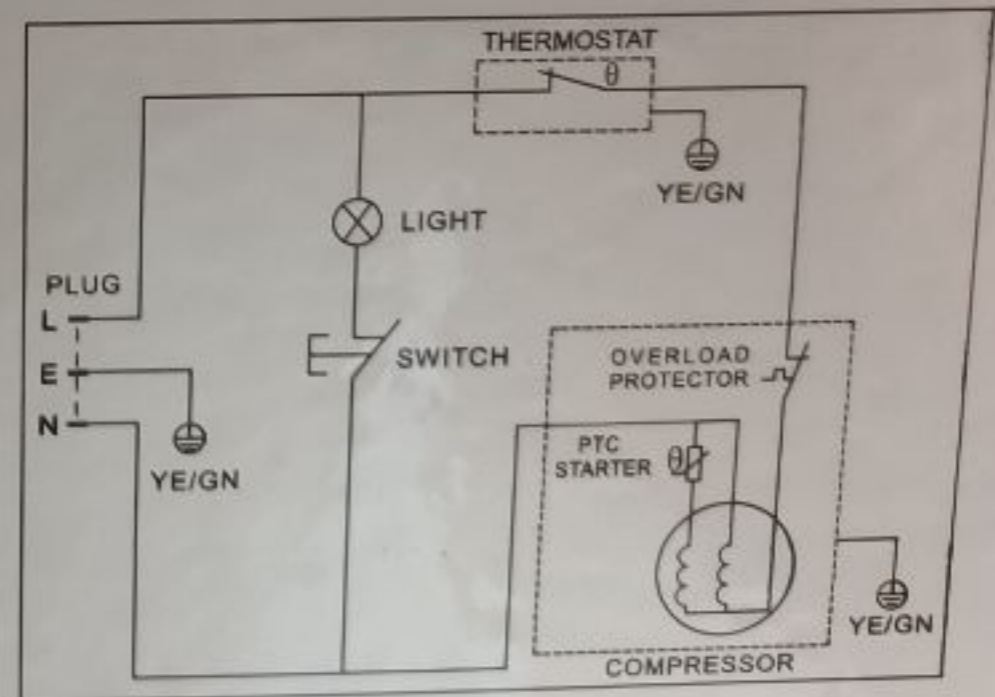 THERMOSTAT
θ
YE/GN
LIGHT
PLUG
L
E
SWITCH
OVERLOAD
PROTECTOR
N
YE/GN
PTC
STARTER θ
YE/GN
COMPRESSOR